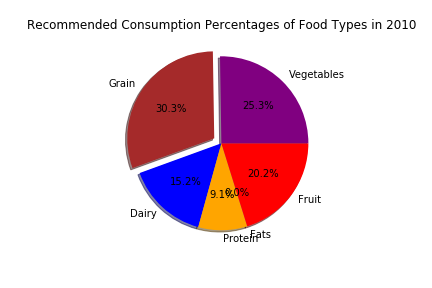 Recommended Consumption Percentages of Food Types in 2010
Grain
Vegetables
30.3%
25.3%
15.2%
9.1%
0.0%
20.2%
Dairy
Protein
Fats
Fruit